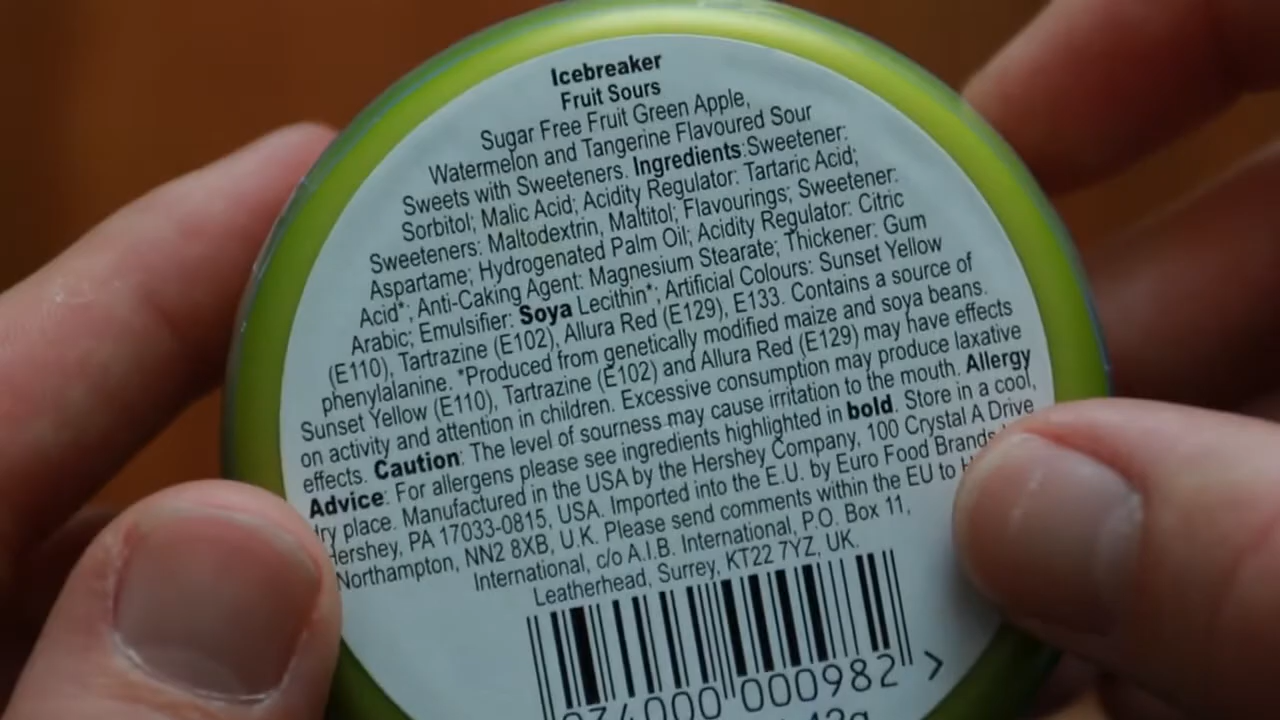 Icebreaker
Fruit Sours
Sugar Free Fruit Green Apple,
Watermelon and Tangerine Flavoured Sour
Sweets with Sweeteners. Ingredients:Sweetener:
Sorbitol; Malic Acid; Acidity Regulator: Tartaric Acid;
Sweeteners: Maltodextrin, Maltitol; Flavourings; Sweetener:
Aspartame; Hydrogenated Palm Oil; Acidity Regulator: Citric
Acid*; Anti-Caking Agent: Magnesium Stearate; Thickener: Gum
Arabic; Emulsifier: Soya Lecithin*; Artificial Colours: Sunset Yellow
(E110), Tartrazine (E102), Allura Red (E129), E133. Contains a source of
phenylalanine. *Produced from genetically modified maize and soya beans.
Sunset Yellow (E110), Tartrazine (E102) and Allura Red (E129) may have effects
on activity and attention in children. Excessive consumption may produce laxative
effects. Caution: The level of sourness may cause irritation to the mouth. Allergy
Advice: For allergens please see ingredients highlighted in bold. Store in a cool,
dry place. Manufactured in the USA by the Hershey Company, 100 Crystal A Drive
Hershey, PA 17033-0815, USA. Imported into the E.U. by Euro Food Brands
Northampton, NN2 8XB, U.K. Please send comments within the EU to
International, c/o A.I.B. International, P.O. Box 11,
Leatherhead, Surrey, KT22 7YZ, UK.
034000 000982 >
42g